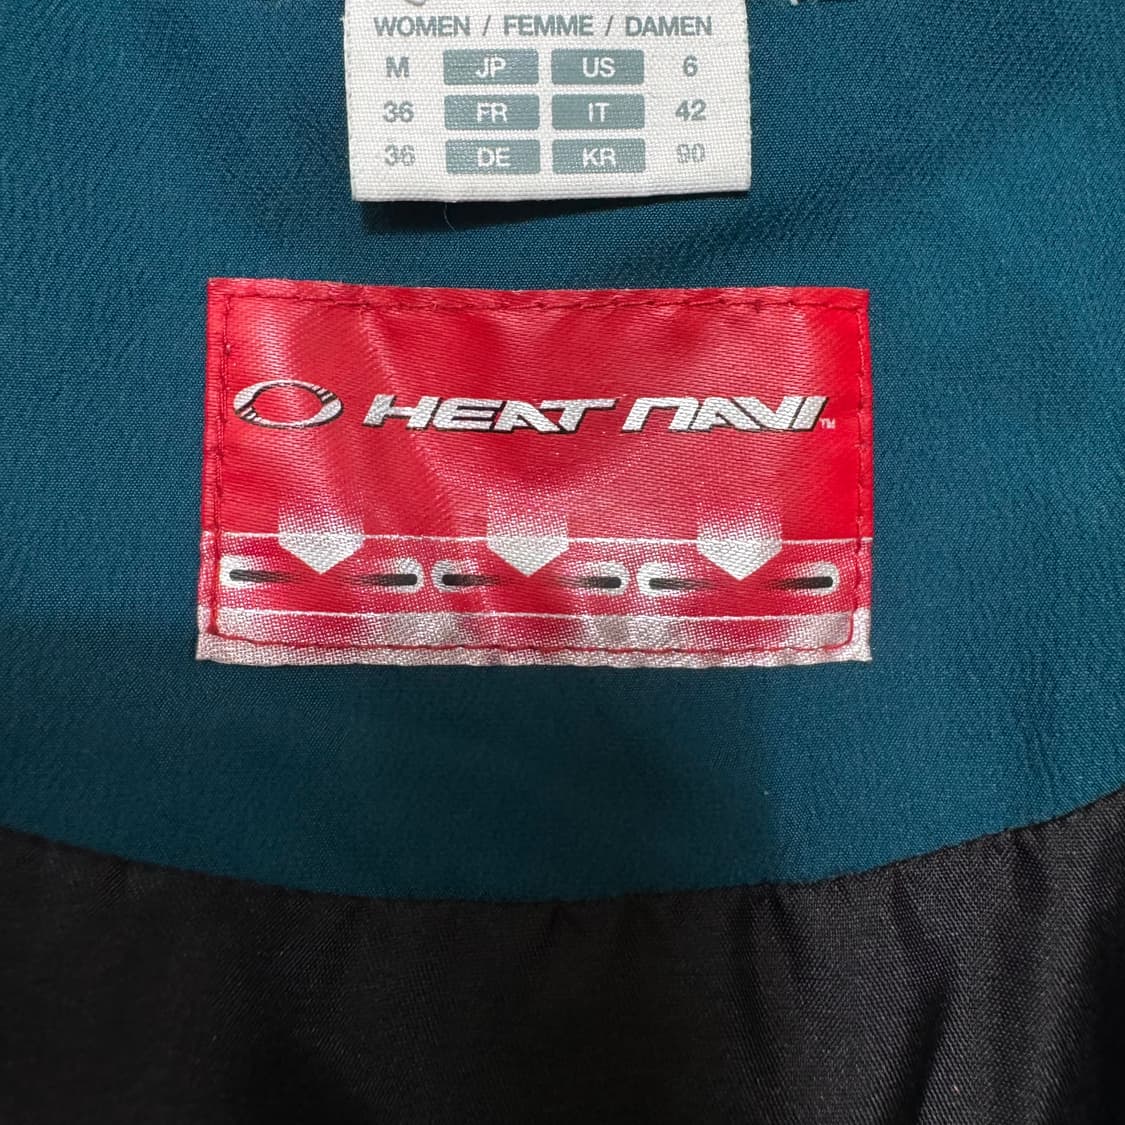 WOMEN / FEMME / DAMEN
M JP US 6
36 FR IT 42
36 DE KR 90
HEAT NAVI™